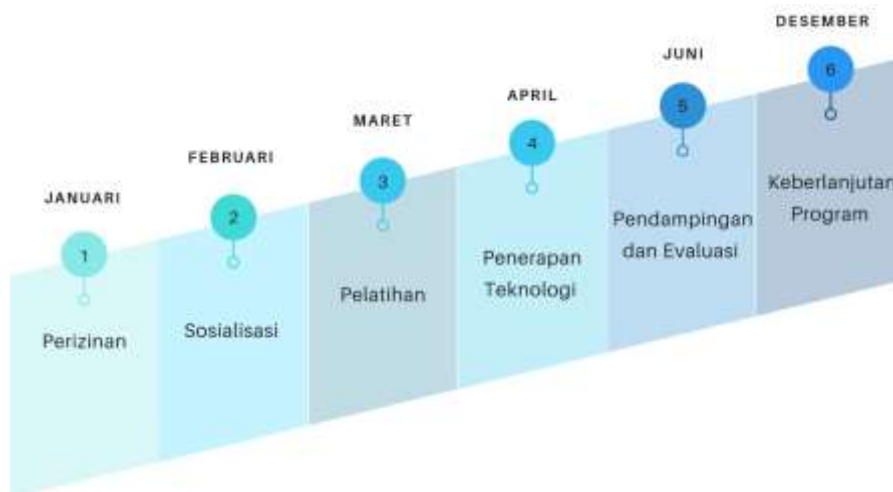 JANUARI
1
Perizinan
FEBRUARI
2
Sosialisasi
MARET
3
Pelatihan
APRIL
4
Penerapan
Teknologi
JUNI
5
Pendampingan
dan Evaluasi
DESEMBER
6
Keberlanjutan
Program